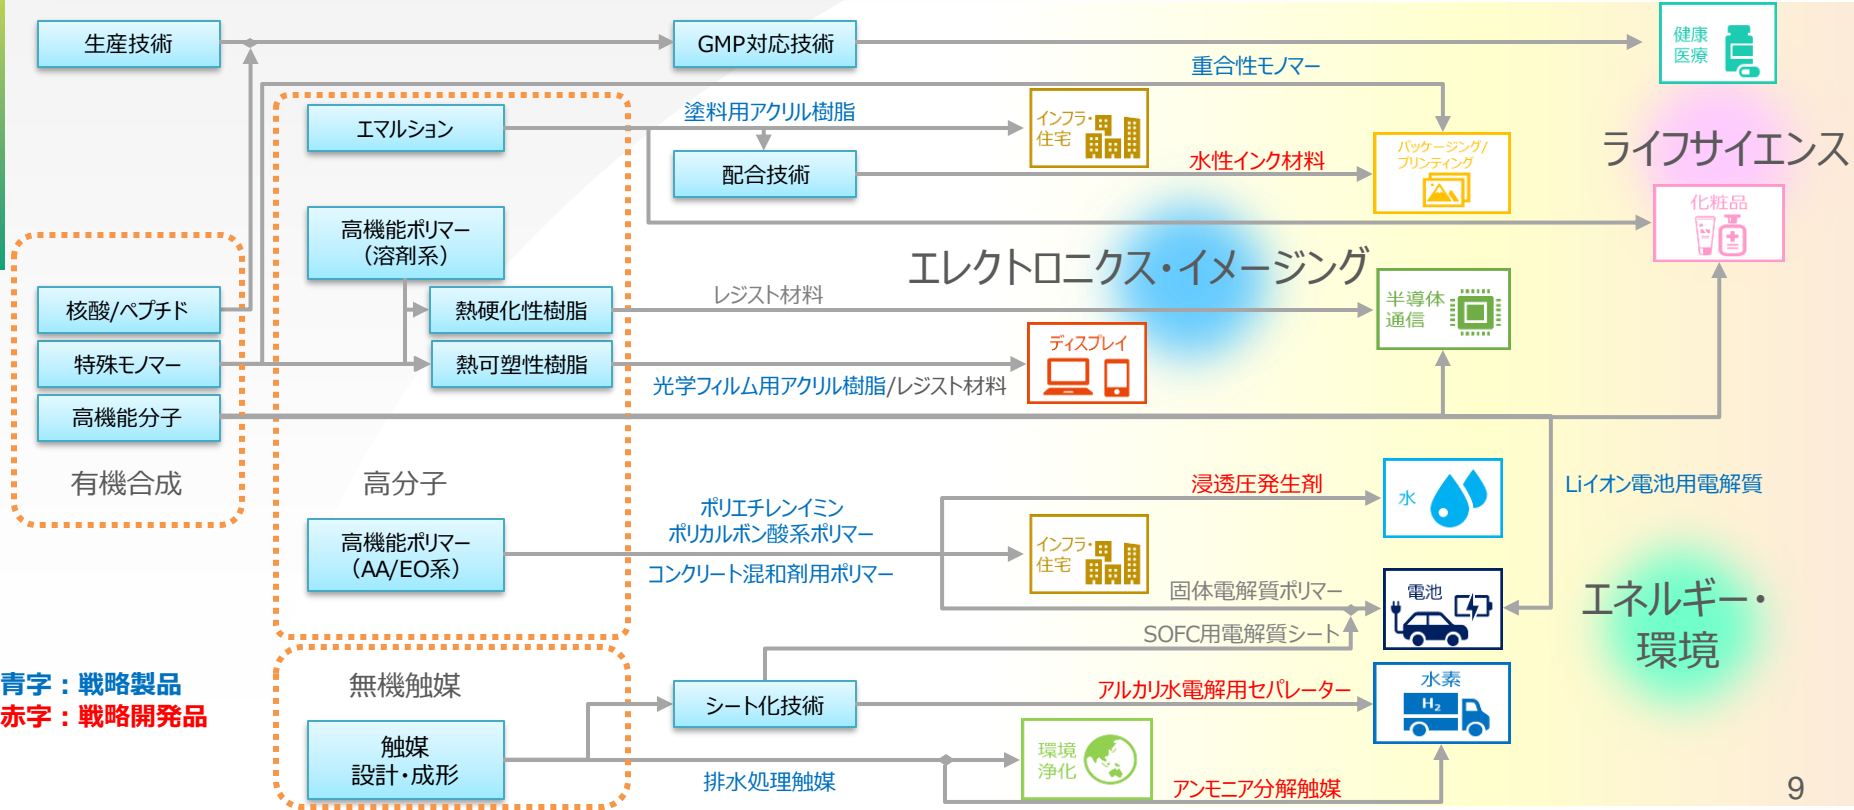 生産技術
GMP対応技術
健康
医療
重合性モノマー
エマルション
塗料用アクリル樹脂
インフラ・
住宅
配合技術
水性インク材料
パッケージング/
プリンティング
ライフサイエンス
化粧品
高機能ポリマー
（溶剤系）
エレクトロニクス・イメージング
核酸/ペプチド
熱硬化性樹脂
レジスト材料
半導体
通信
特殊モノマー
熱可塑性樹脂
光学フィルム用アクリル樹脂/レジスト材料
ディスプレイ
高機能分子
有機合成
高分子
高機能ポリマー
（AA/EO系）
ポリエチレンイミン
ポリカルボン酸系ポリマー
コンクリート混和剤用ポリマー
浸透圧発生剤
水
インフラ・
住宅
Liイオン電池用電解質
固体電解質ポリマー
SOFC用電解質シート
電池
エネルギー・
環境
青字：戦略製品
赤字：戦略開発品
無機触媒
触媒
設計・成形
シート化技術
アルカリ水電解用セパレーター
水素
H₂
排水処理触媒
環境
浄化
アンモニア分解触媒
9